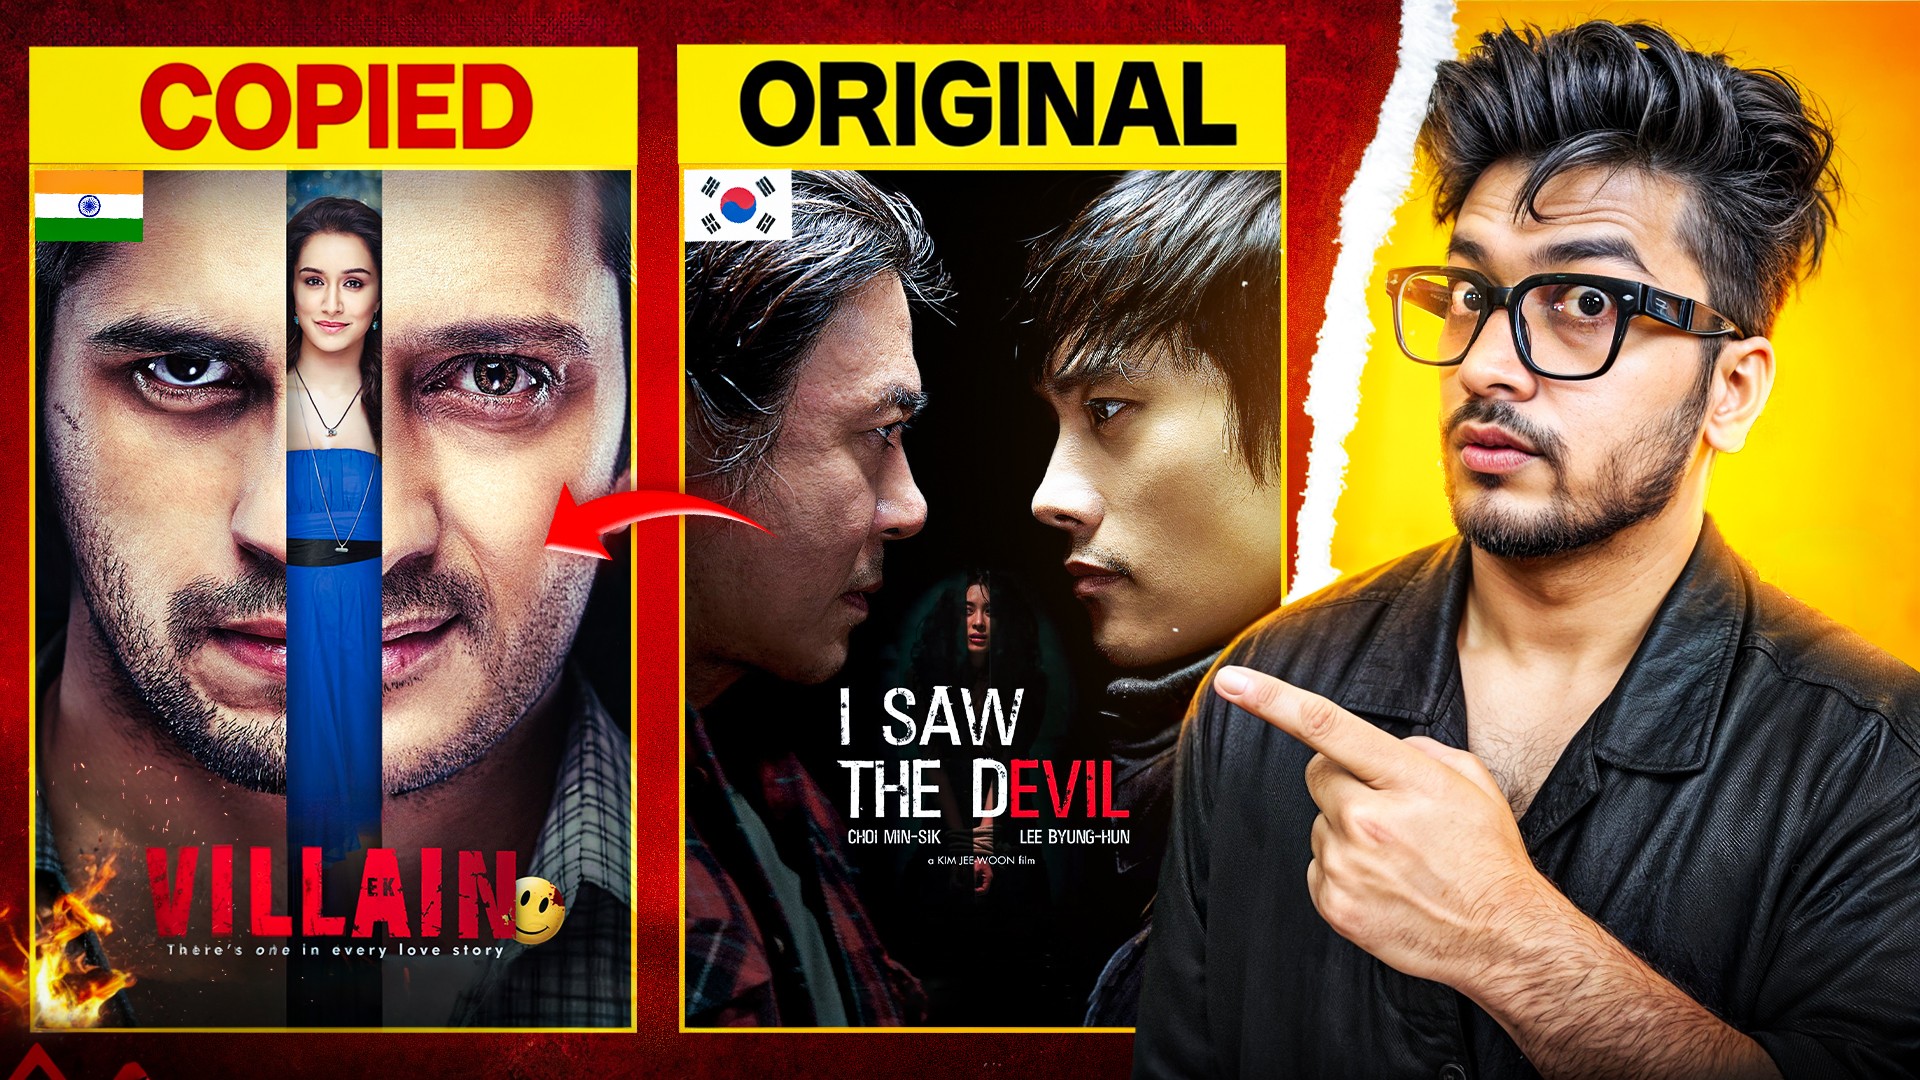 COPIED
ORIGINAL
VILLAIN
EK
There's one in every love story
I SAW
THE DEVIL
CHOI MIN-SIK LEE BYUNG-HUN
a KIM JEE-WOON film